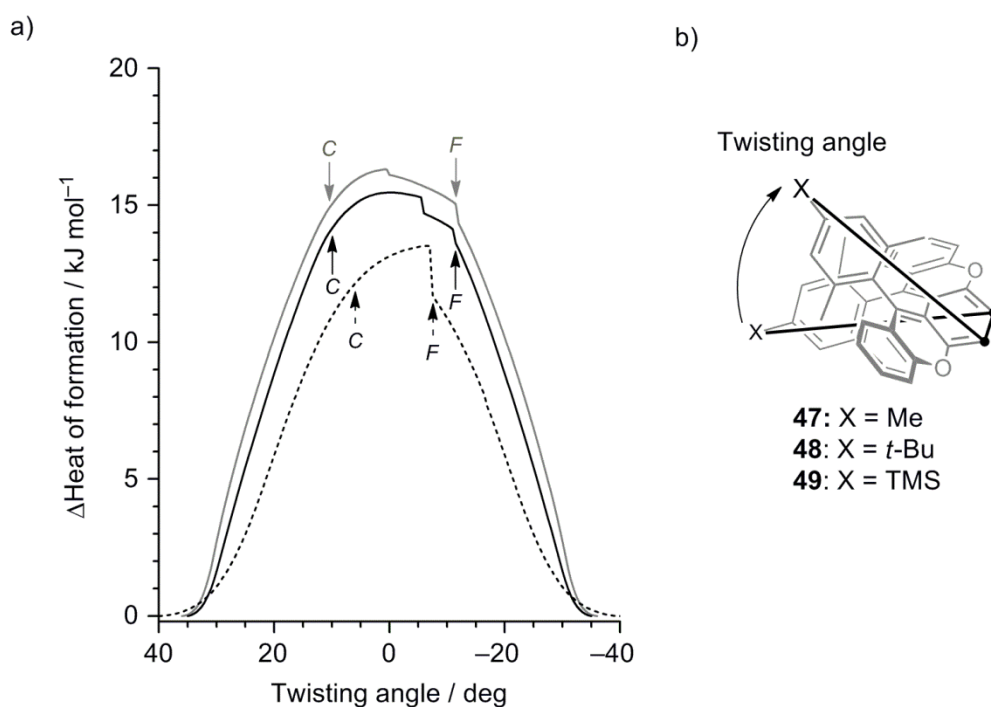 a)
b)
20
15
10
5
0
ΔHeat of formation / kJ mol⁻¹
C
F
C
F
C
F
40 20 0 −20 −40
Twisting angle / deg
Twisting angle
X
X
O
O
47: X = Me
48: X = t-Bu
49: X = TMS